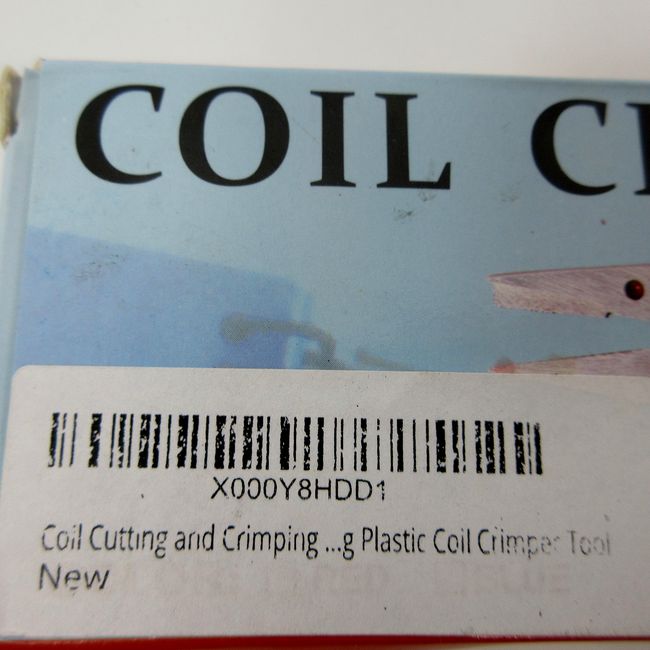 COIL
X000Y8HDD1
Coil Cutting and Crimping ...g Plastic Coil Crimper Tool
New